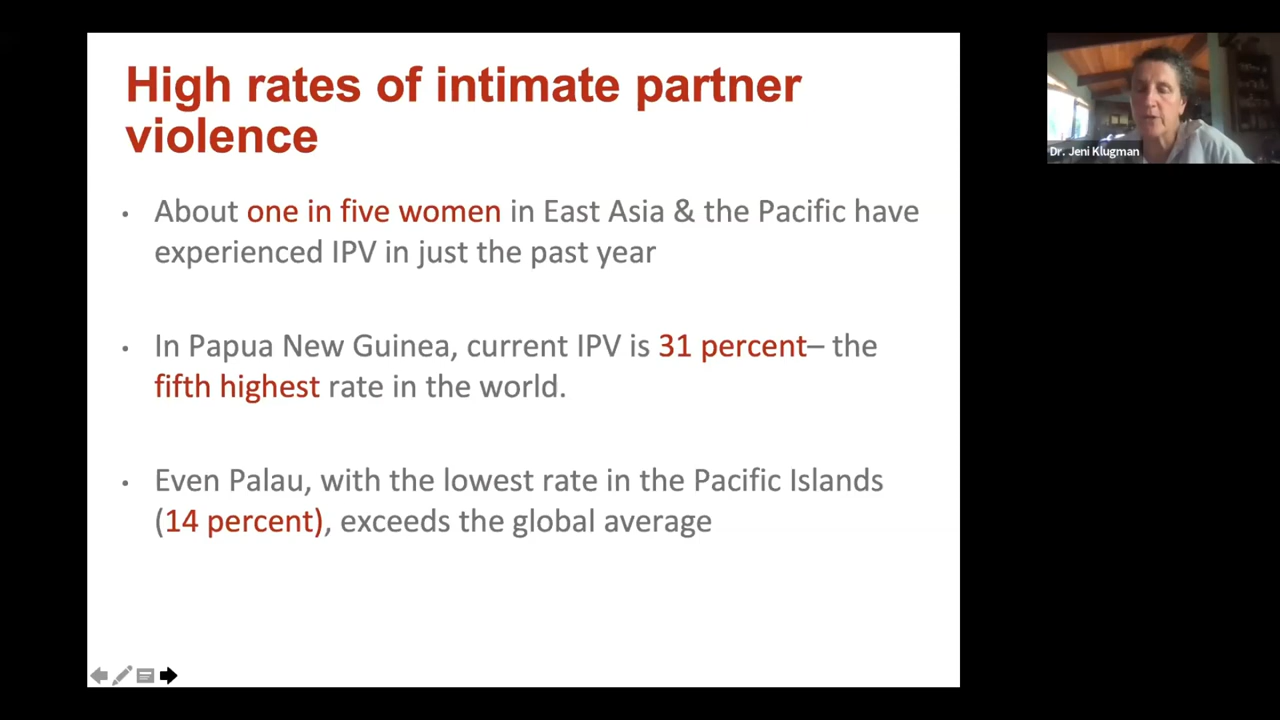 High rates of intimate partner
violence
• About one in five women in East Asia & the Pacific have
experienced IPV in just the past year
• In Papua New Guinea, current IPV is 31 percent– the
fifth highest rate in the world.
• Even Palau, with the lowest rate in the Pacific Islands
(14 percent), exceeds the global average
Dr. Jeni Klugman